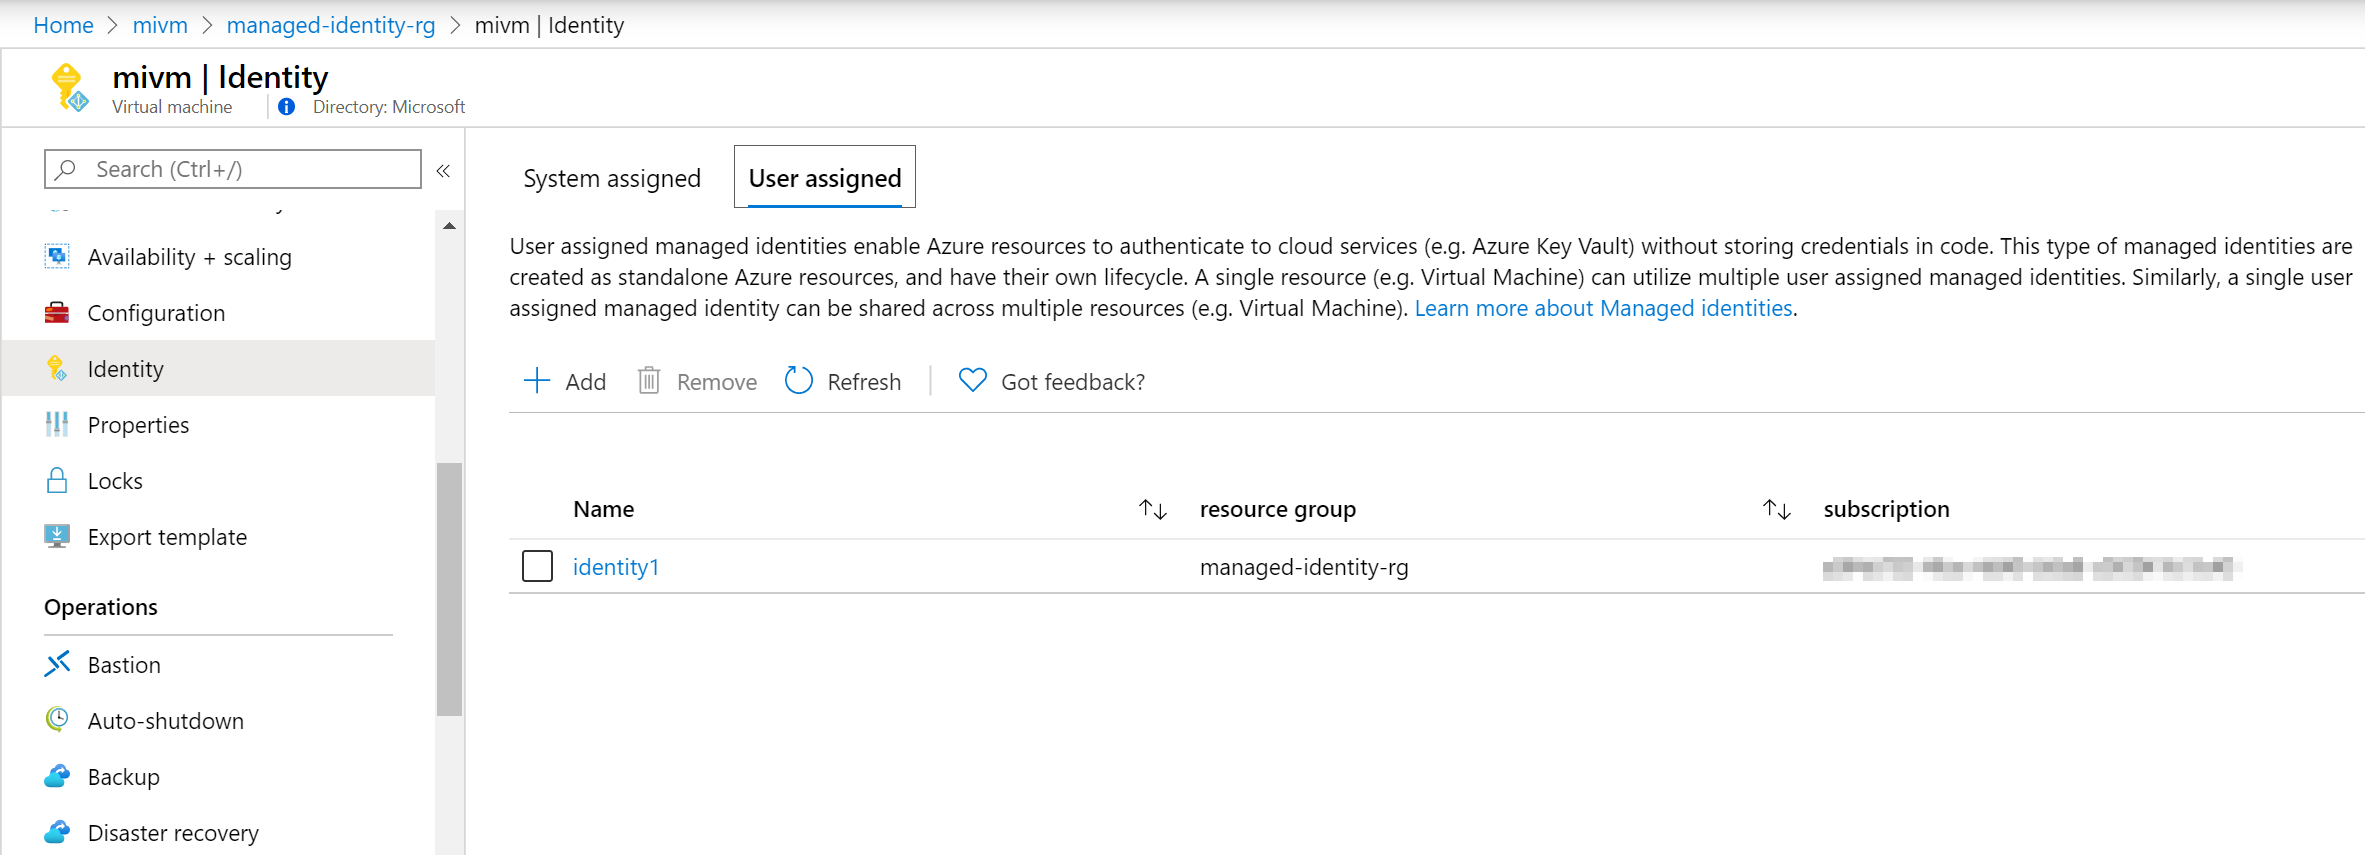 Home > mivm > managed-identity-rg > mivm | Identity
mivm | Identity
Virtual machine | Directory: Microsoft
Search (Ctrl+/) «
Availability + scaling
Configuration
Identity
Properties
Locks
Export template
Operations
Bastion
Auto-shutdown
Backup
Disaster recovery
System assigned User assigned
User assigned managed identities enable Azure resources to authenticate to cloud services (e.g. Azure Key Vault) without storing credentials in code. This type of managed identities are
created as standalone Azure resources, and have their own lifecycle. A single resource (e.g. Virtual Machine) can utilize multiple user assigned managed identities. Similarly, a single user
assigned managed identity can be shared across multiple resources (e.g. Virtual Machine). Learn more about Managed identities.
Add Remove Refresh | Got feedback?
Name resource group subscription
identity1 managed-identity-rg